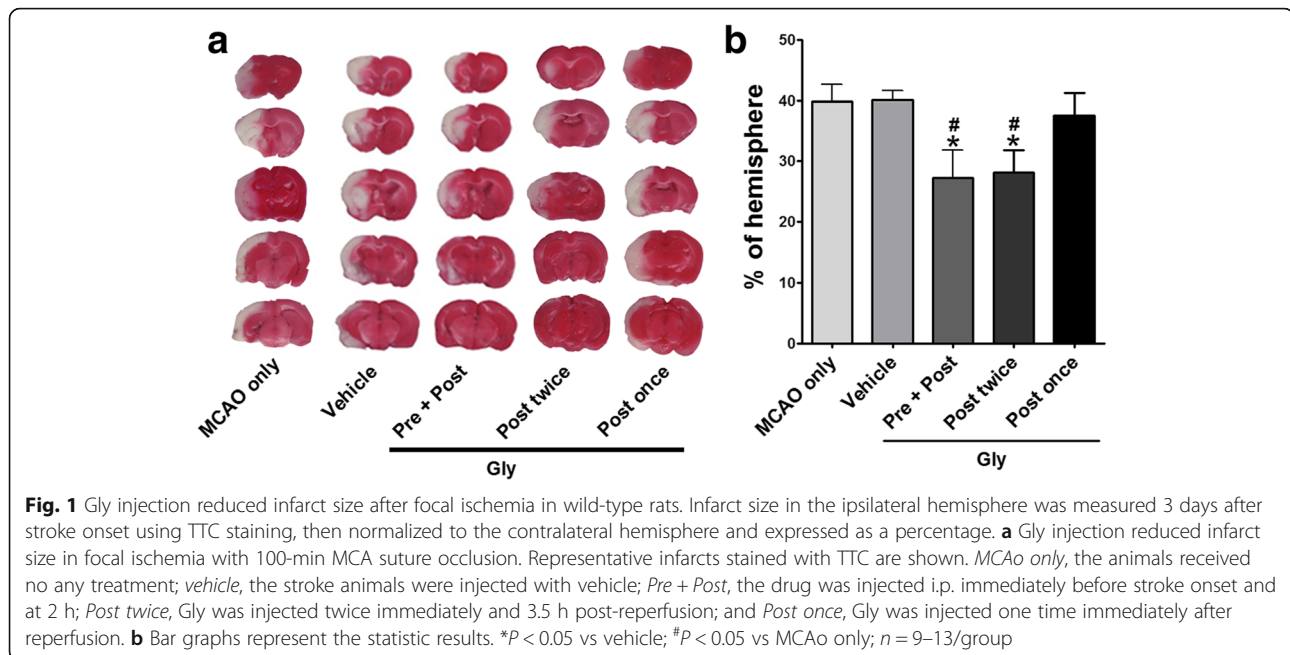 a
MCAO only
Vehicle
Pre + Post
Post twice
Post once
Gly
b
% of hemisphere
50
40
30
20
10
0
#
*
#
*
MCAO only
Vehicle
Pre + Post
Post twice
Post once
Gly
Fig. 1 Gly injection reduced infarct size after focal ischemia in wild-type rats. Infarct size in the ipsilateral hemisphere was measured 3 days after
stroke onset using TTC staining, then normalized to the contralateral hemisphere and expressed as a percentage. a Gly injection reduced infarct
size in focal ischemia with 100-min MCA suture occlusion. Representative infarcts stained with TTC are shown. MCAo only, the animals received
no any treatment; vehicle, the stroke animals were injected with vehicle; Pre + Post, the drug was injected i.p. immediately before stroke onset and
at 2 h; Post twice, Gly was injected twice immediately and 3.5 h post-reperfusion; and Post once, Gly was injected one time immediately after
reperfusion. b Bar graphs represent the statistic results. *P < 0.05 vs vehicle; #P < 0.05 vs MCAo only; n = 9–13/group